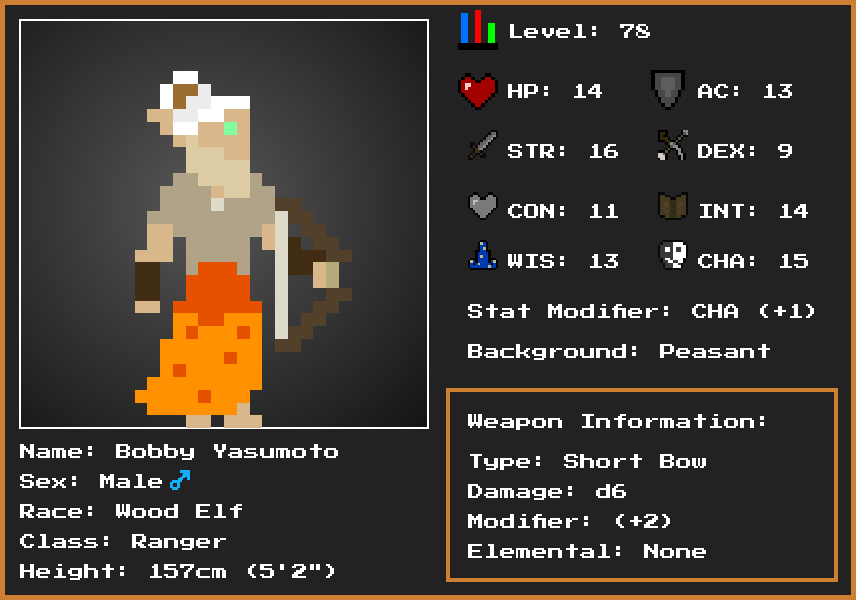 Level: 78
HP: 14
AC: 13
STR: 16
DEX: 9
CON: 11
INT: 14
WIS: 13
CHA: 15
Stat Modifier: CHA (+1)
Background: Peasant
Weapon Information:
Type: Short Bow
Damage: d6
Modifier: (+2)
Elemental: None
Name: Bobby Yasumoto
Sex: Male♂
Race: Wood Elf
Class: Ranger
Height: 157cm (5'2")